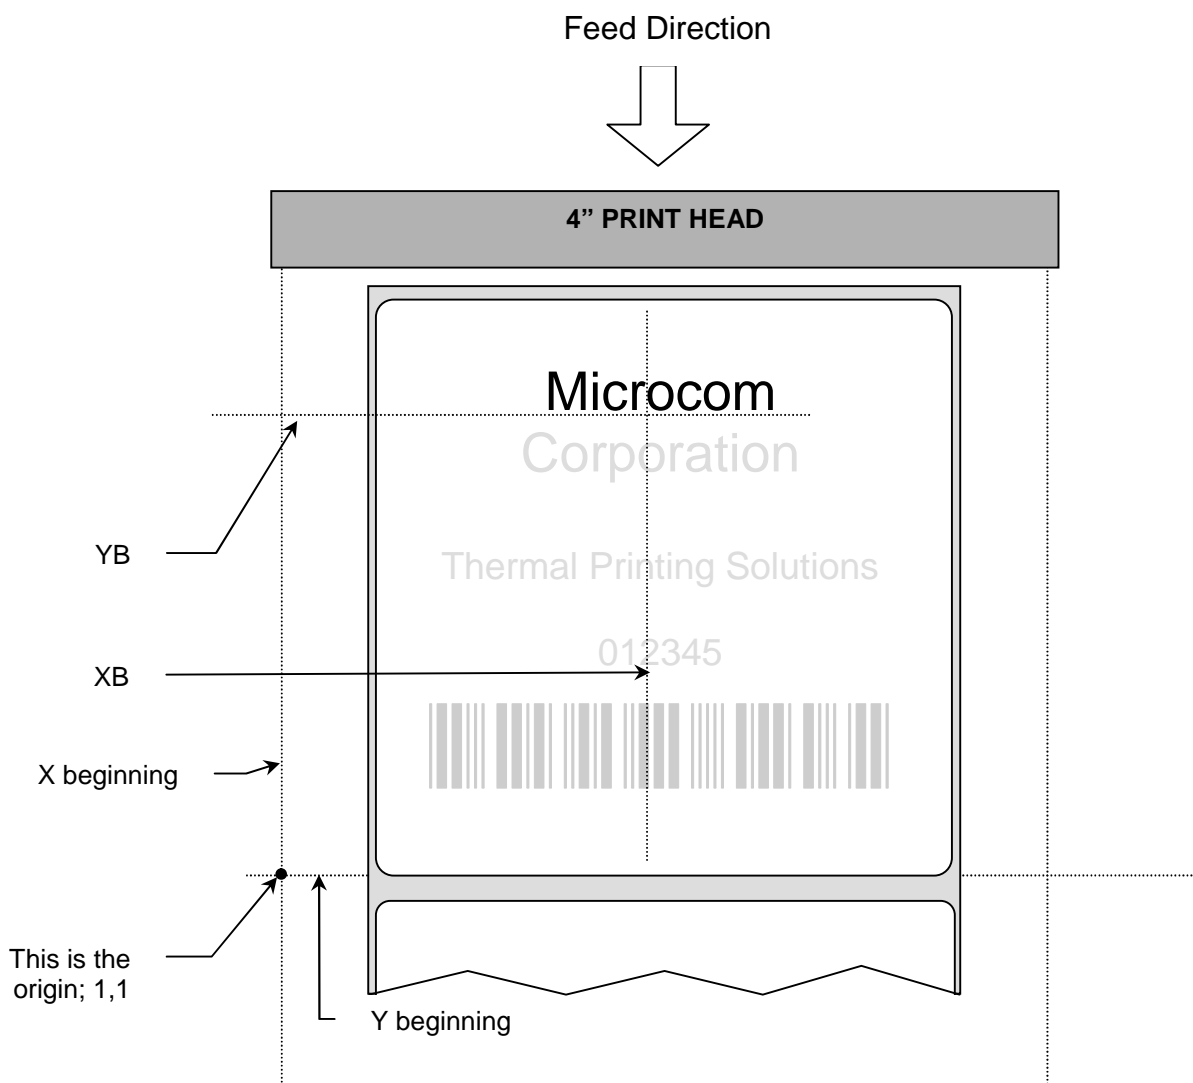 Feed Direction
4” PRINT HEAD
Microcom
Corporation
YB
Thermal Printing Solutions
012345
XB
X beginning
This is the
origin; 1,1
Y beginning